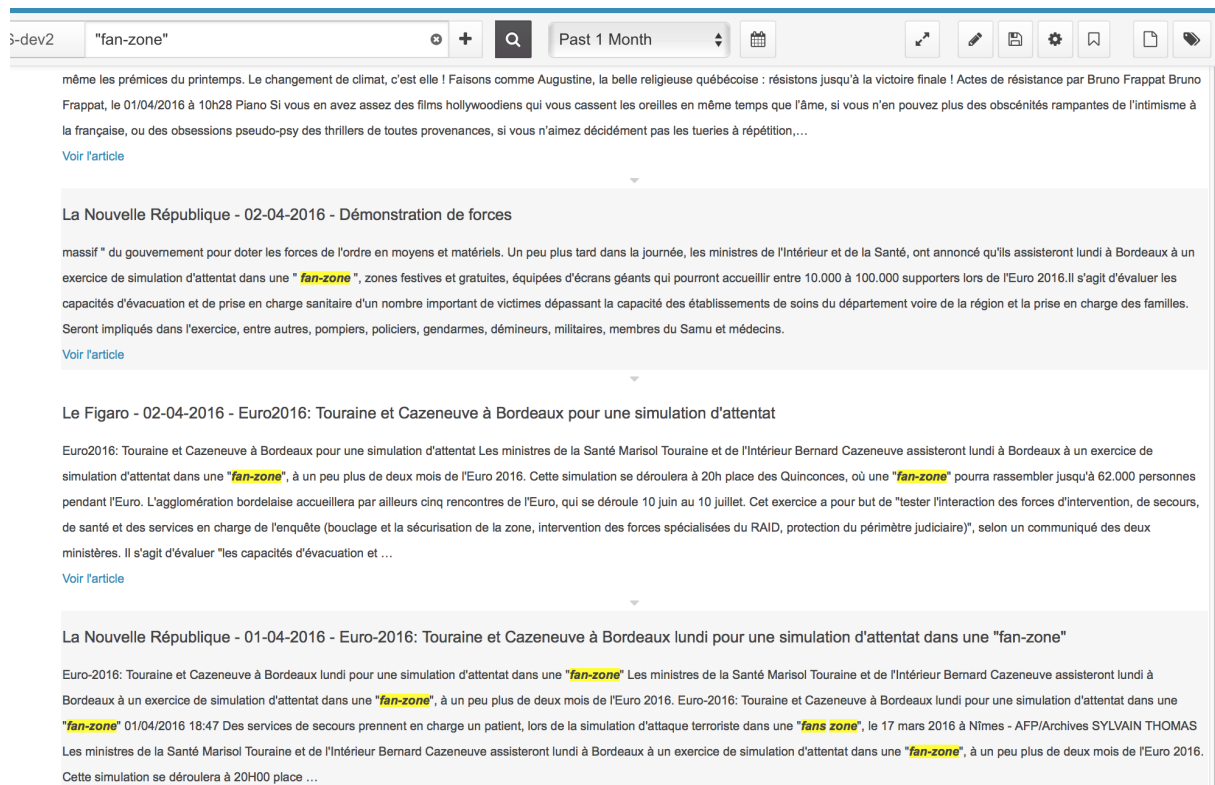 S-dev2 "fan-zone" Past 1 Month
même les prémices du printemps. Le changement de climat, c'est elle ! Faisons comme Augustine, la belle religieuse québécoise : résistons jusqu'à la victoire finale ! Actes de résistance par Bruno Frappat Bruno
Frappat, le 01/04/2016 à 10h28 Piano Si vous en avez assez des films hollywoodiens qui vous cassent les oreilles en même temps que l'âme, si vous n'en pouvez plus des obscénités rampantes de l'intimisme à
la française, ou des obsessions pseudo-psy des thrillers de toutes provenances, si vous n'aimez décidément pas les tueries à répétition,…
Voir l'article
La Nouvelle République - 02-04-2016 - Démonstration de forces
massif " du gouvernement pour doter les forces de l'ordre en moyens et matériels. Un peu plus tard dans la journée, les ministres de l'Intérieur et de la Santé, ont annoncé qu'ils assisteront lundi à Bordeaux à un
exercice de simulation d'attentat dans une " fan-zone ", zones festives et gratuites, équipées d'écrans géants qui pourront accueillir entre 10.000 à 100.000 supporters lors de l'Euro 2016.Il s'agit d'évaluer les
capacités d'évacuation et de prise en charge sanitaire d'un nombre important de victimes dépassant la capacité des établissements de soins du département voire de la région et la prise en charge des familles.
Seront impliqués dans l'exercice, entre autres, pompiers, policiers, gendarmes, démineurs, militaires, membres du Samu et médecins.
Voir l'article
Le Figaro - 02-04-2016 - Euro2016: Touraine et Cazeneuve à Bordeaux pour une simulation d'attentat
Euro2016: Touraine et Cazeneuve à Bordeaux pour une simulation d'attentat Les ministres de la Santé Marisol Touraine et de l'Intérieur Bernard Cazeneuve assisteront lundi à Bordeaux à un exercice de
simulation d'attentat dans une "fan-zone", à un peu plus de deux mois de l'Euro 2016. Cette simulation se déroulera à 20h place des Quinconces, où une "fan-zone" pourra rassembler jusqu'à 62.000 personnes
pendant l'Euro. L'agglomération bordelaise accueillera par ailleurs cinq rencontres de l'Euro, qui se déroule 10 juin au 10 juillet. Cet exercice a pour but de "tester l'interaction des forces d'intervention, de secours,
de santé et des services en charge de l'enquête (bouclage et la sécurisation de la zone, intervention des forces spécialisées du RAID, protection du périmètre judiciaire)", selon un communiqué des deux
ministères. Il s'agit d'évaluer "les capacités d'évacuation et …
Voir l'article
La Nouvelle République - 01-04-2016 - Euro-2016: Touraine et Cazeneuve à Bordeaux lundi pour une simulation d'attentat dans une "fan-zone"
Euro-2016: Touraine et Cazeneuve à Bordeaux lundi pour une simulation d'attentat dans une "fan-zone" Les ministres de la Santé Marisol Touraine et de l'Intérieur Bernard Cazeneuve assisteront lundi à
Bordeaux à un exercice de simulation d'attentat dans une "fan-zone", à un peu plus de deux mois de l'Euro 2016. Euro-2016: Touraine et Cazeneuve à Bordeaux lundi pour une simulation d'attentat dans une
"fan-zone" 01/04/2016 18:47 Des services de secours prennent en charge un patient, lors de la simulation d'attaque terroriste dans une "fans zone", le 17 mars 2016 à Nîmes - AFP/Archives SYLVAIN THOMAS
Les ministres de la Santé Marisol Touraine et de l'Intérieur Bernard Cazeneuve assisteront lundi à Bordeaux à un exercice de simulation d'attentat dans une "fan-zone", à un peu plus de deux mois de l'Euro 2016.
Cette simulation se déroulera à 20H00 place …